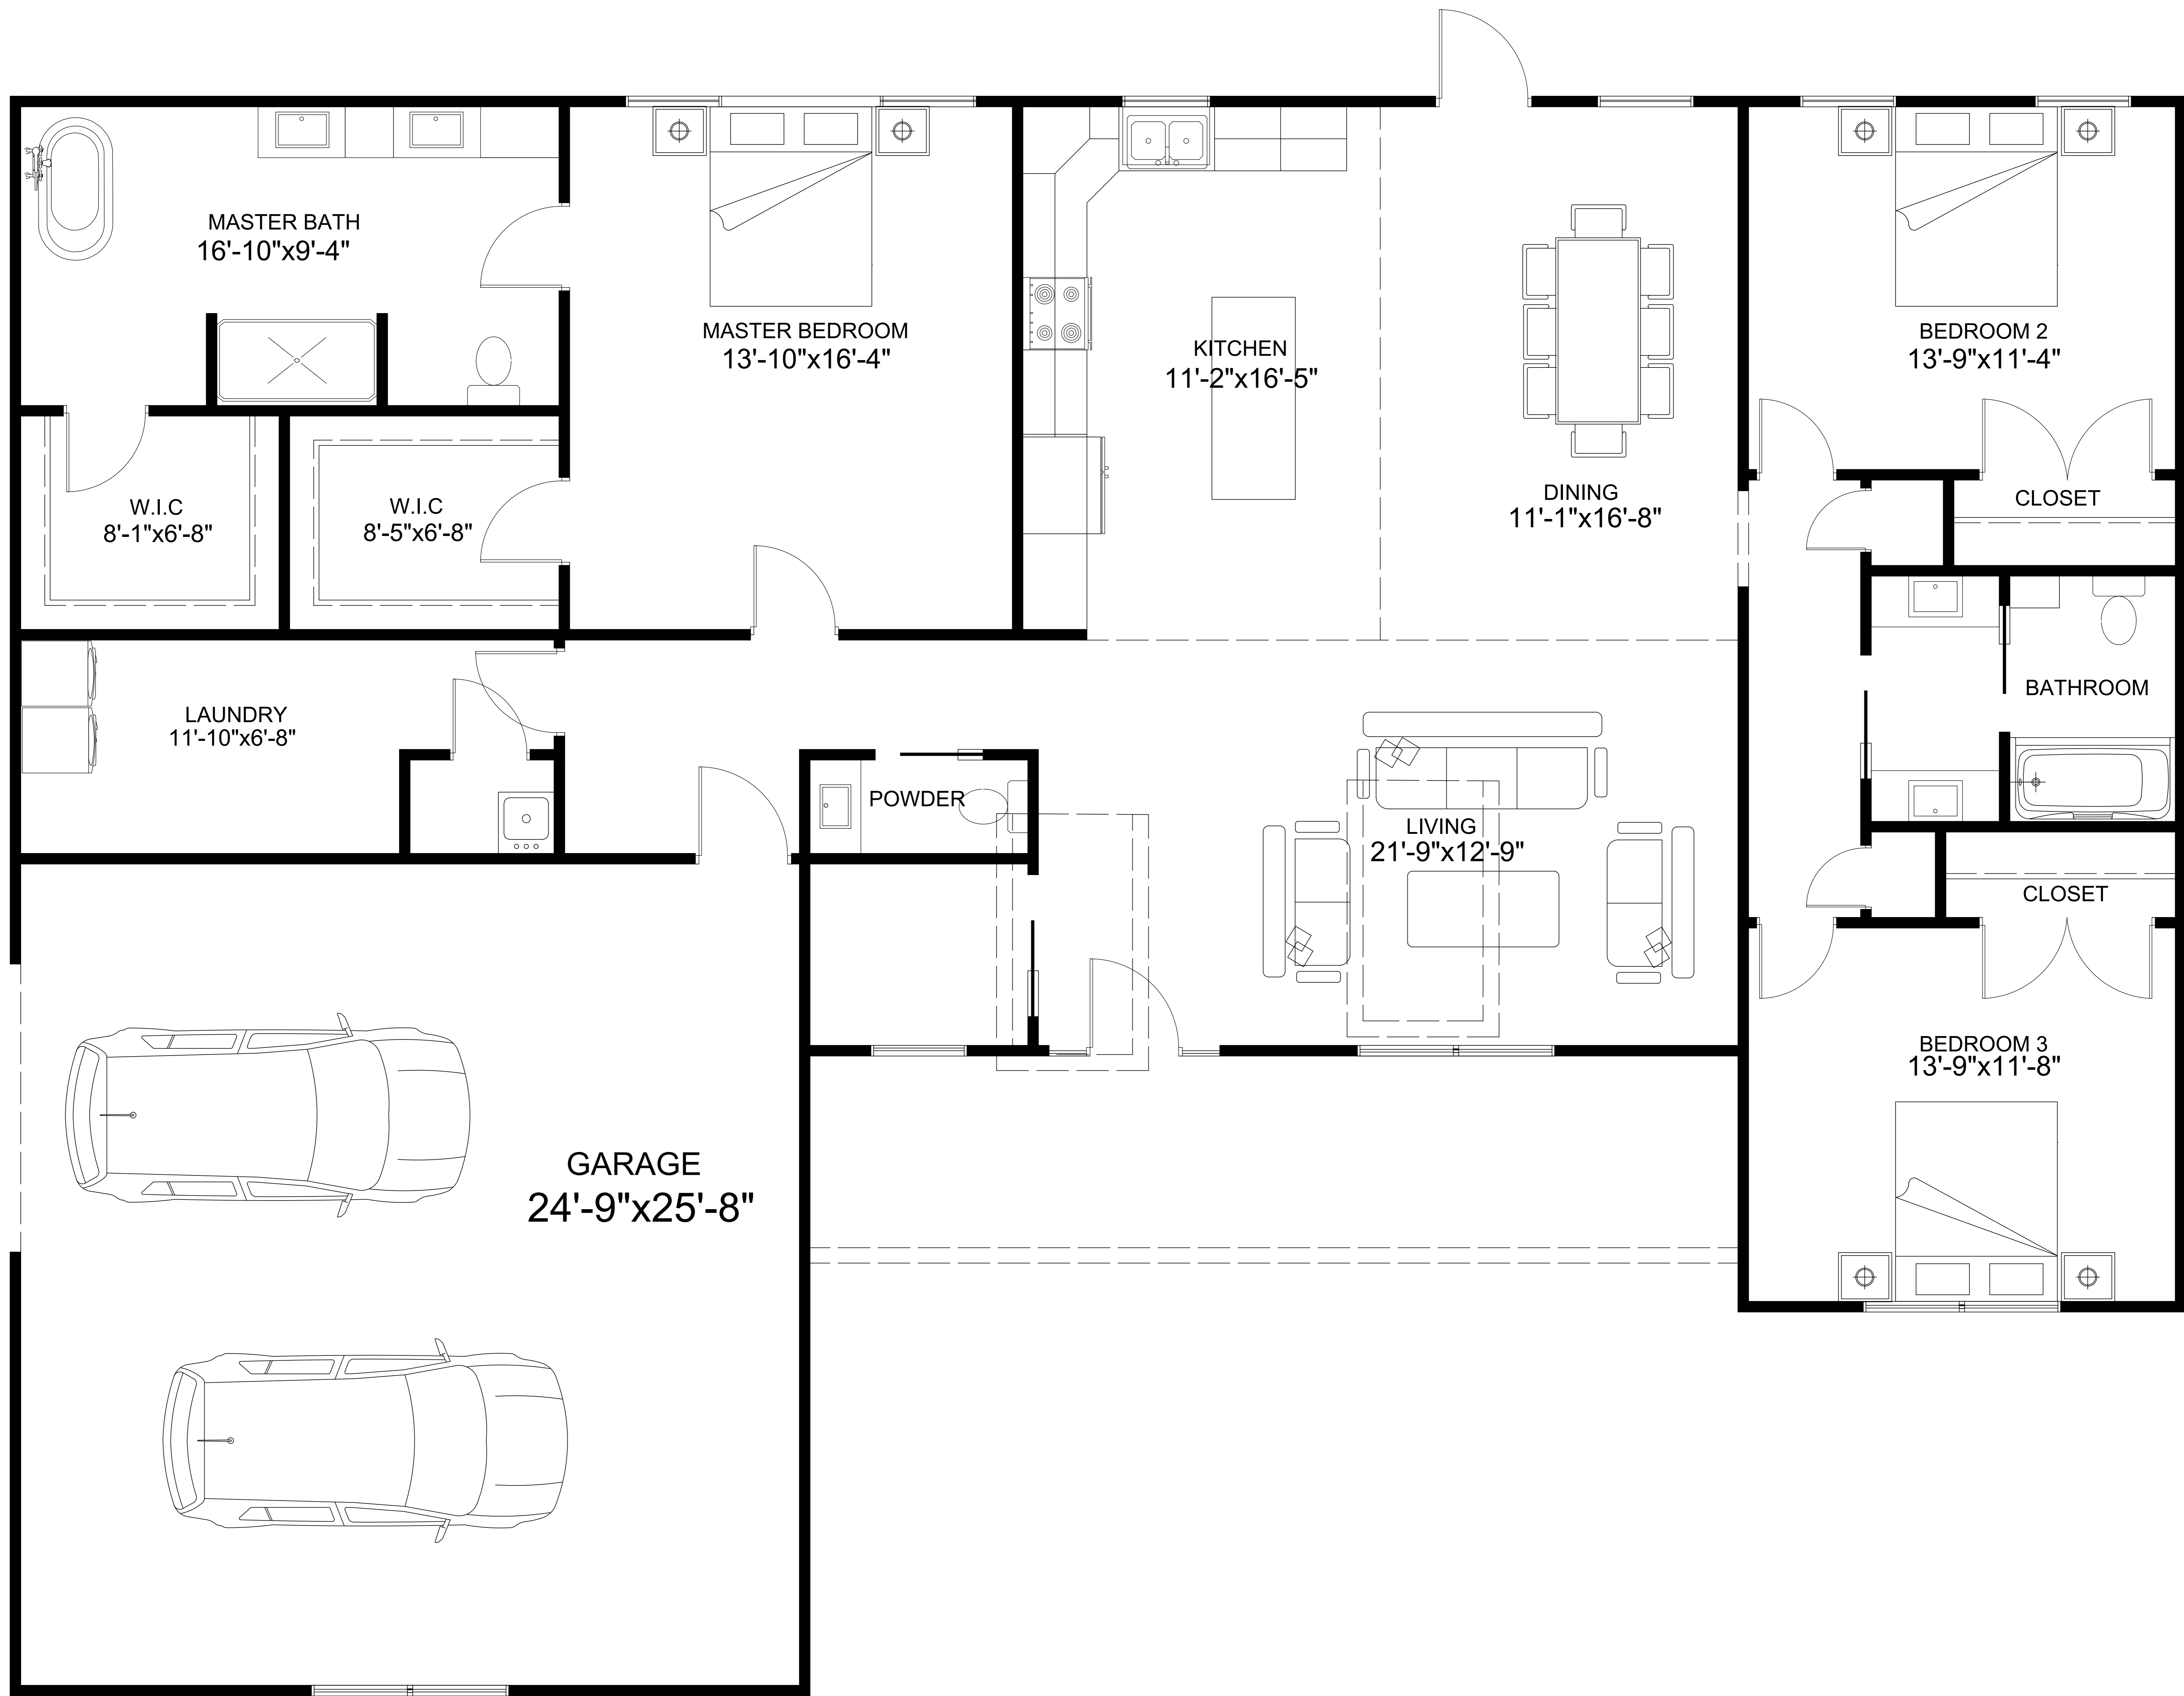 MASTER BATH
16'-10"x9'-4"
MASTER BEDROOM
13'-10"x16'-4"
KITCHEN
11'-2"x16'-5"
BEDROOM 2
13'-9"x11'-4"
W.I.C
8'-1"x6'-8"
W.I.C
8'-5"x6'-8"
DINING
11'-1"x16'-8"
CLOSET
LAUNDRY
11'-10"x6'-8"
BATHROOM
POWDER
LIVING
21'-9"x12'-9"
CLOSET
BEDROOM 3
13'-9"x11'-8"
GARAGE
24'-9"x25'-8"